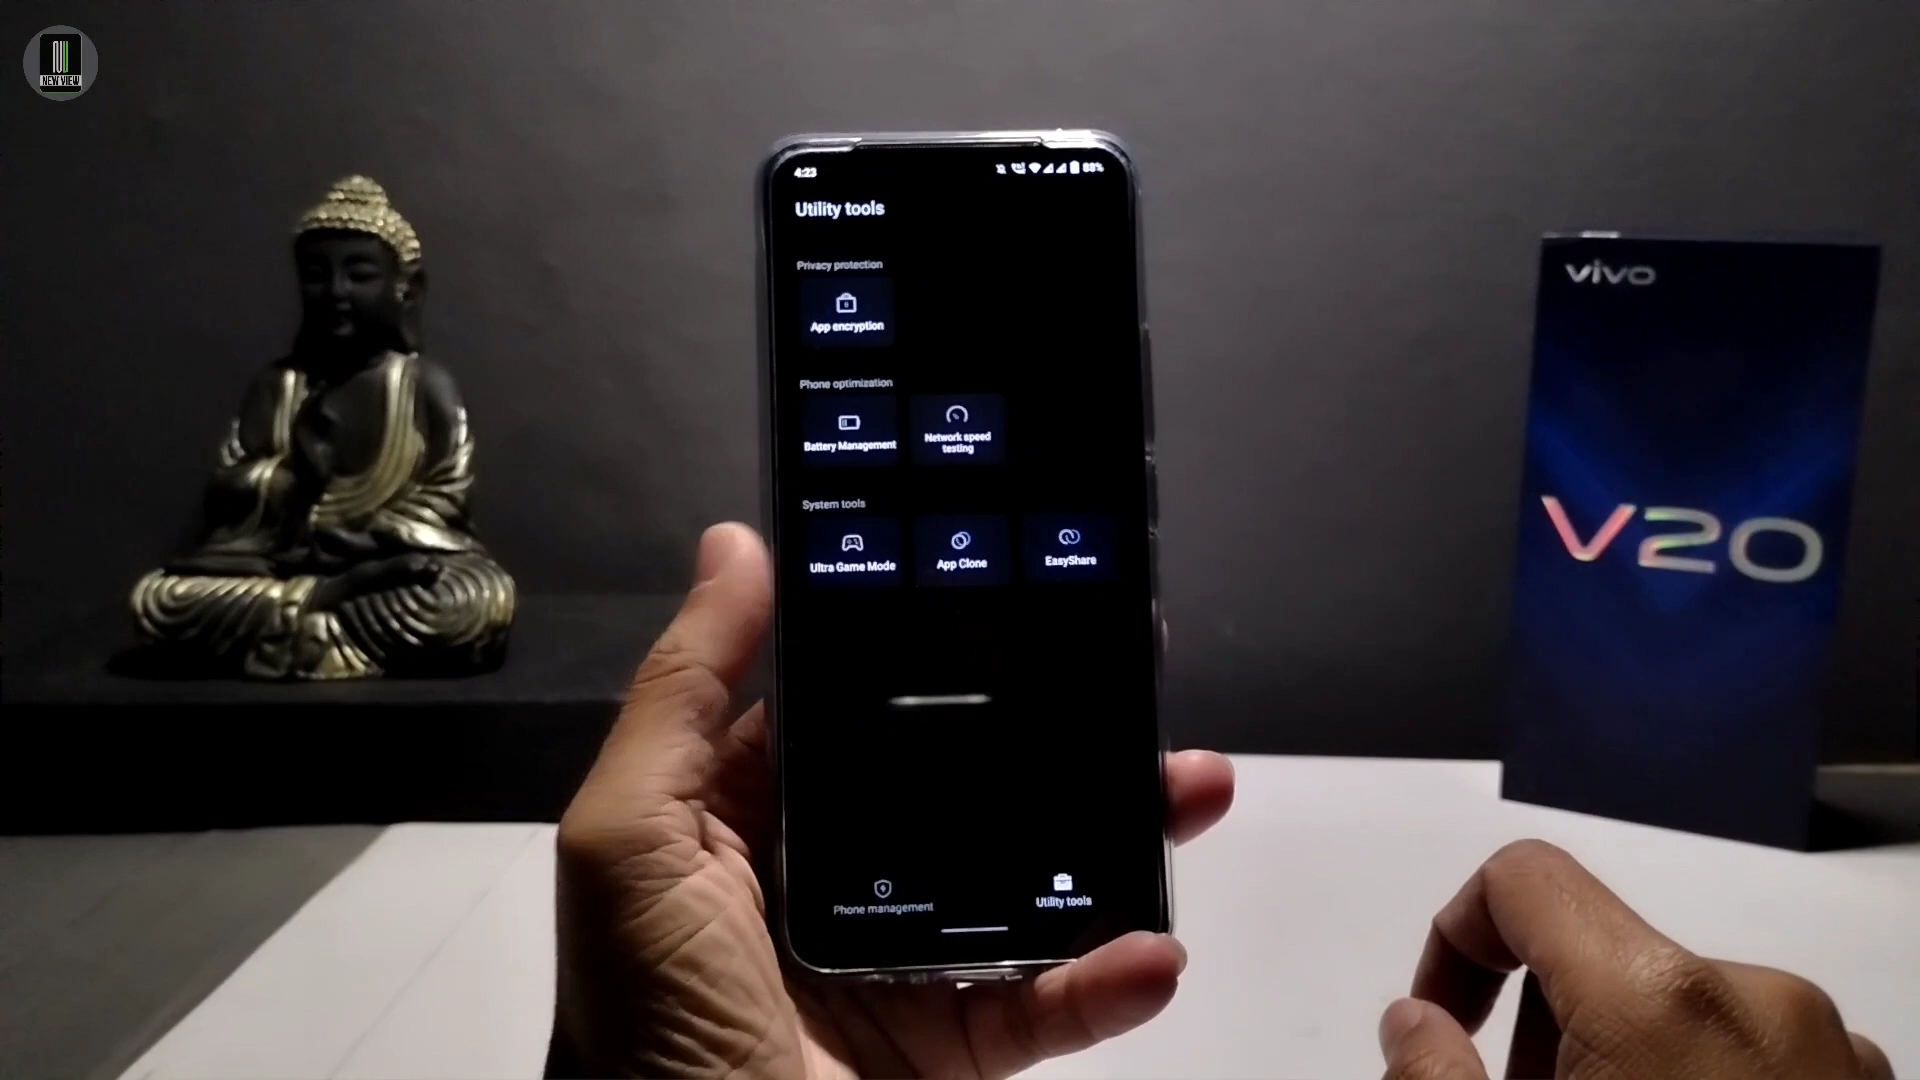 NEW VIEW
4:23
88%
Utility tools
Privacy protection
App encryption
Phone optimization
Battery Management
Network speed
testing
System tools
Ultra Game Mode
App Clone
EasyShare
Phone management
Utility tools
vivo
V20